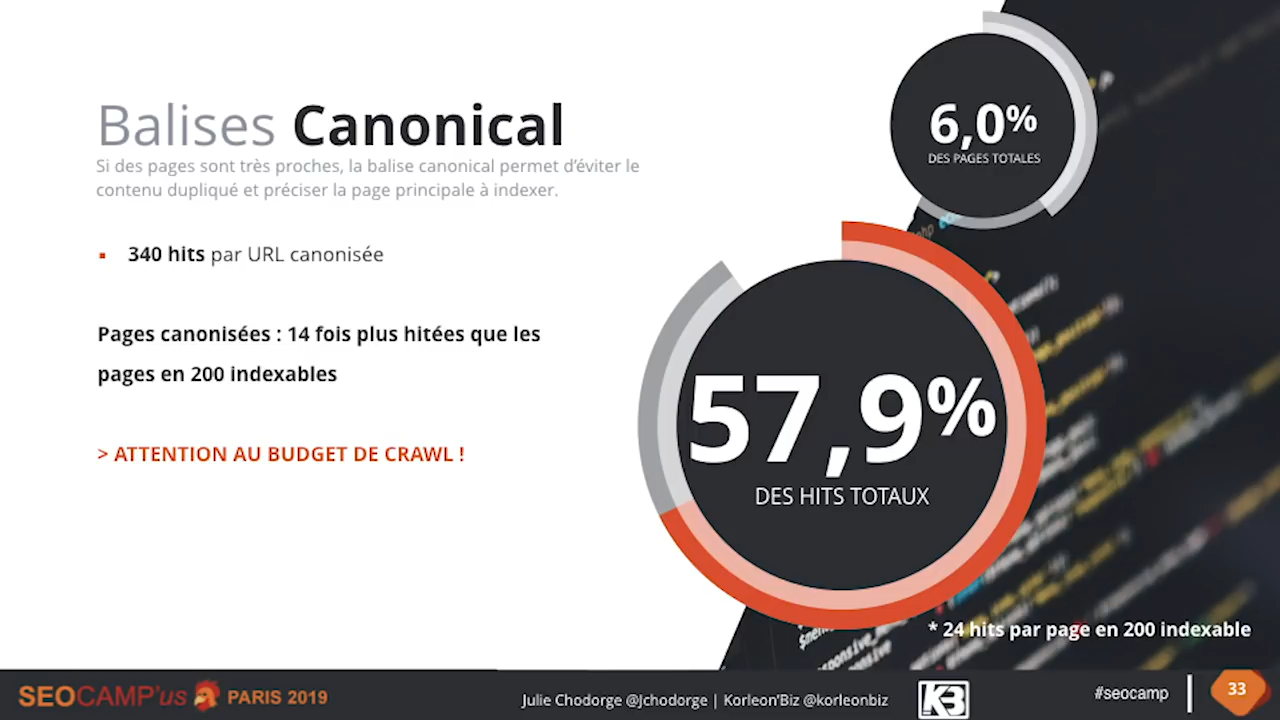 Balises Canonical
Si des pages sont très proches, la balise canonical permet d'éviter le
contenu dupliqué et préciser la page principale à indexer.
340 hits par URL canonisée
Pages canonisées : 14 fois plus hitées que les
pages en 200 indexables
> ATTENTION AU BUDGET DE CRAWL !
6,0%
DES PAGES TOTALES
57,9%
DES HITS TOTAUX
* 24 hits par page en 200 indexable
SEOCAMP'us PARIS 2019
Julie Chodorge @Jchodorge | Korleon'Biz @korleonbiz
KB
#seocamp
33